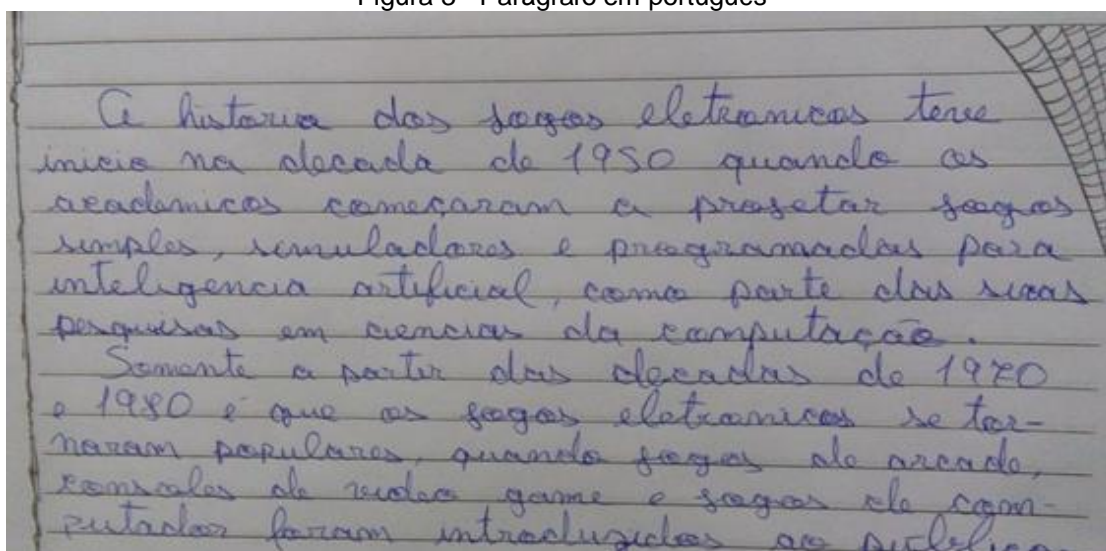 Figura 8 - Parágrafo em português
A historia dos jogos eletronicos teve
inicio na decada de 1950 quando os
academicos começaram a projetar jogos
simples, simuladores e programadas para
inteligencia artificial, como parte das suas
pesquisas em ciencias da computação.
Somente a partir das decadas de 1970
e 1980 é que os jogos eletronicos se tor-
naram populares, quando jogos de arcade,
consoles de video game e jogos de com-
putador foram introduzidos ao publico